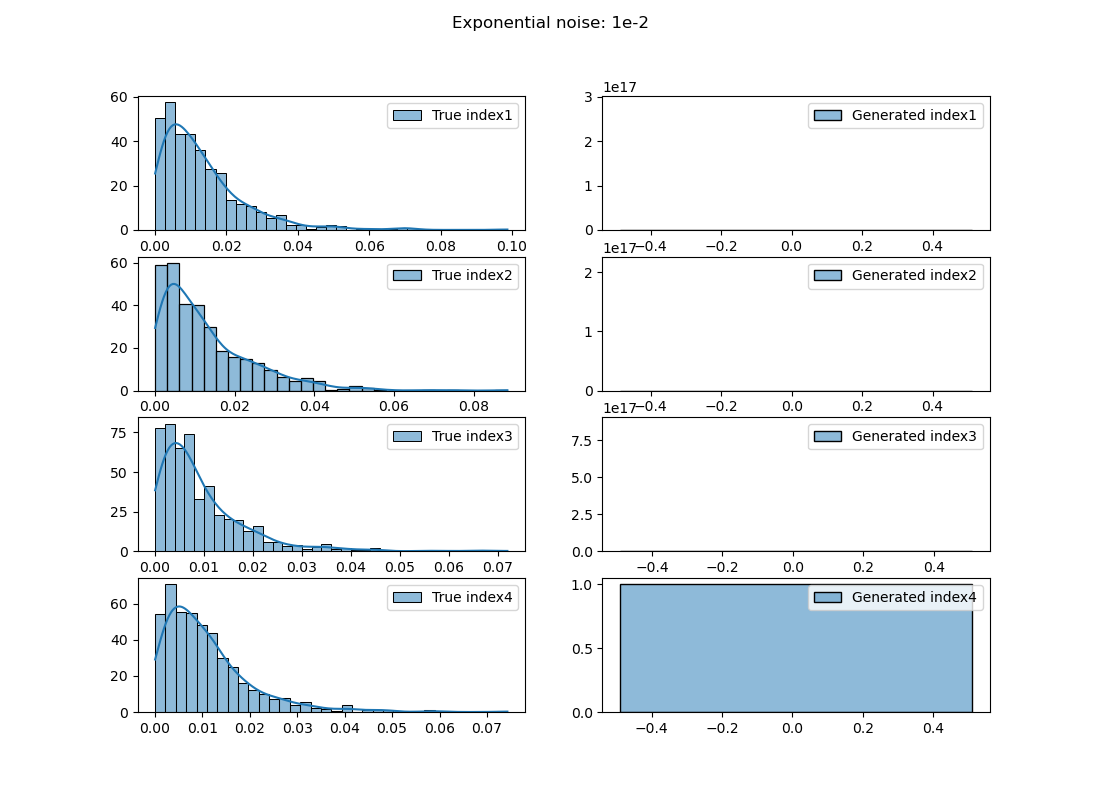 Exponential noise: 1e-2
60
40
20
0
True index1
0.00 0.02 0.04 0.06 0.08 0.10
1e17
3
2
1
0
Generated index1
−0.4 −0.2 0.0 0.2 0.4
60
40
20
0
True index2
0.00 0.02 0.04 0.06 0.08
1e17
2
1
0
Generated index2
−0.4 −0.2 0.0 0.2 0.4
75
50
25
0
True index3
0.00 0.01 0.02 0.03 0.04 0.05 0.06 0.07
1e17
7.5
5.0
2.5
0.0
Generated index3
−0.4 −0.2 0.0 0.2 0.4
60
40
20
0
True index4
0.00 0.01 0.02 0.03 0.04 0.05 0.06 0.07
1.0
0.5
0.0
Generated index4
−0.4 −0.2 0.0 0.2 0.4